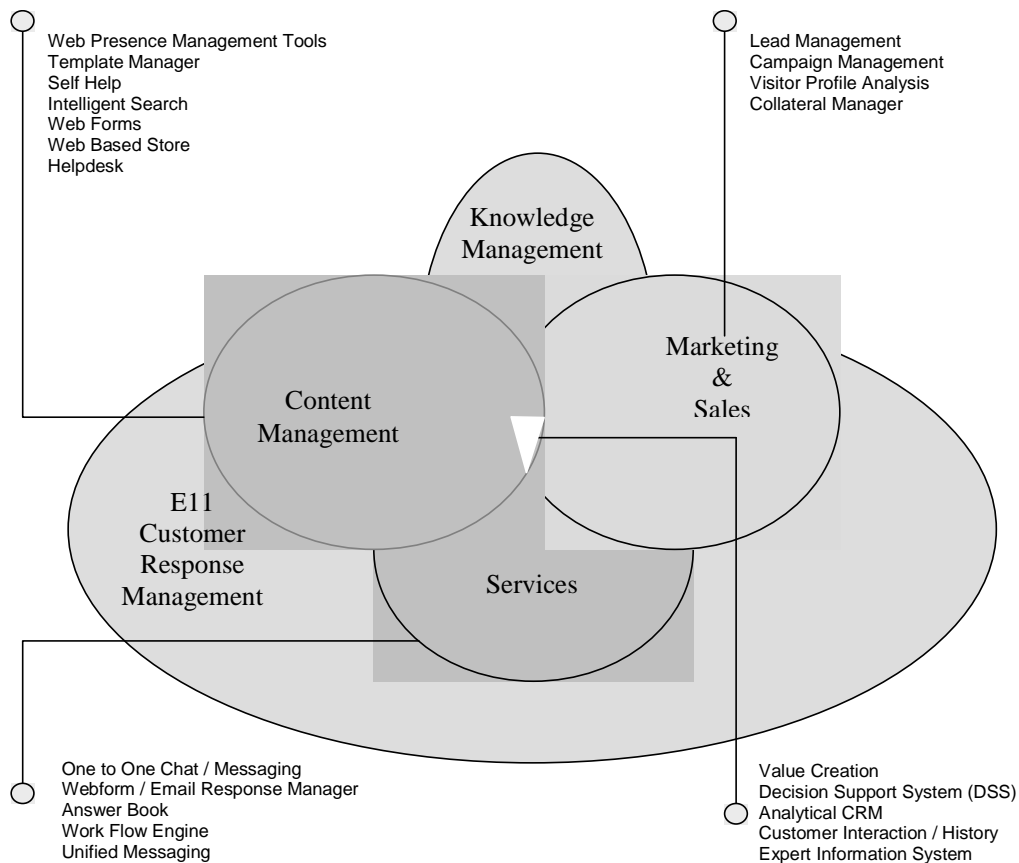 Web Presence Management Tools
Template Manager
Self Help
Intelligent Search
Web Forms
Web Based Store
Helpdesk
Lead Management
Campaign Management
Visitor Profile Analysis
Collateral Manager
Knowledge
Management
Marketing
&
Sales
Content
Management
E11
Customer
Response
Management
Services
One to One Chat / Messaging
Webform / Email Response Manager
Answer Book
Work Flow Engine
Unified Messaging
Value Creation
Decision Support System (DSS)
Analytical CRM
Customer Interaction / History
Expert Information System